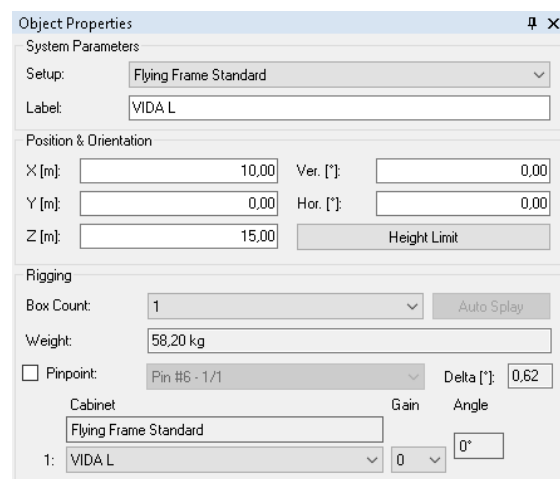 Object Properties
System Parameters
Setup: Flying Frame Standard
Label: VIDA L
Position & Orientation
X [m]: 10,00 Ver. [°]: 0,00
Y [m]: 0,00 Hor. [°]: 0,00
Z [m]: 15,00 Height Limit
Rigging
Box Count: 1 Auto Splay
Weight: 58,20 kg
Pinpoint: Pin #6 - 1/1 Delta [°]: 0,62
Cabinet Gain Angle
Flying Frame Standard
0°
1: VIDA L 0